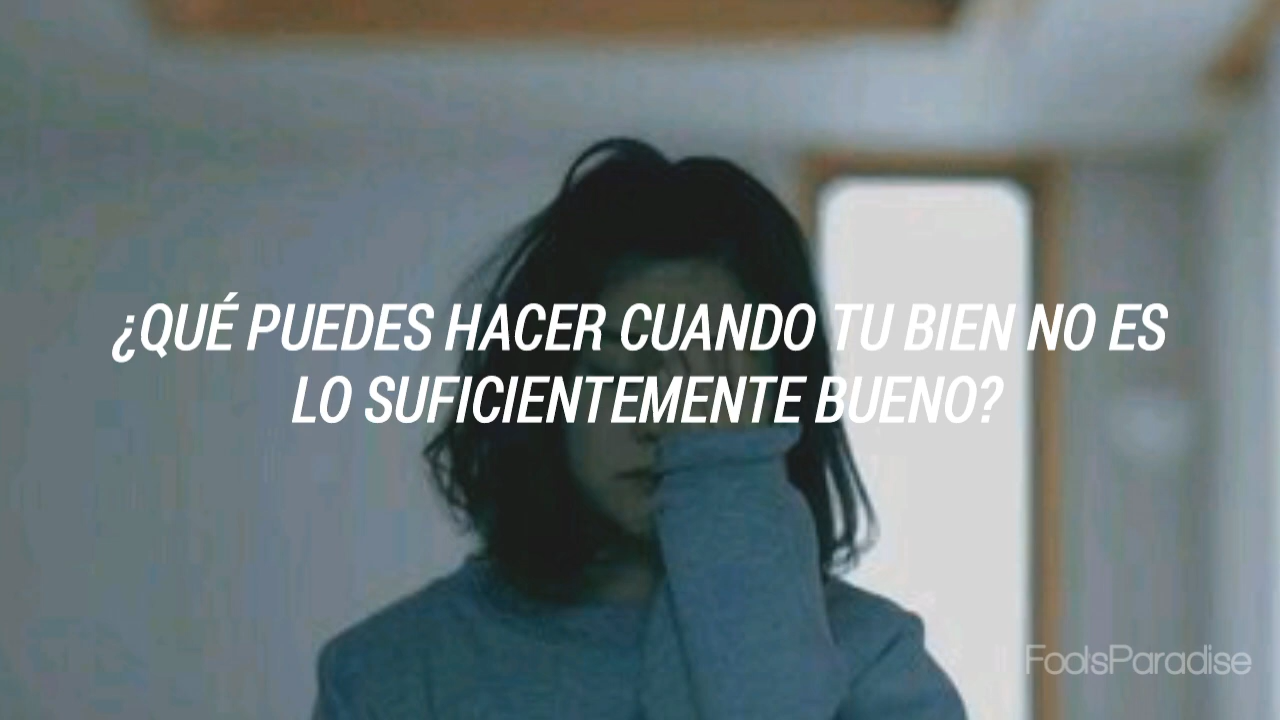 ¿QUÉ PUEDES HACER CUANDO TU BIEN NO ES
LO SUFICIENTEMENTE BUENO?
FoolsParadise